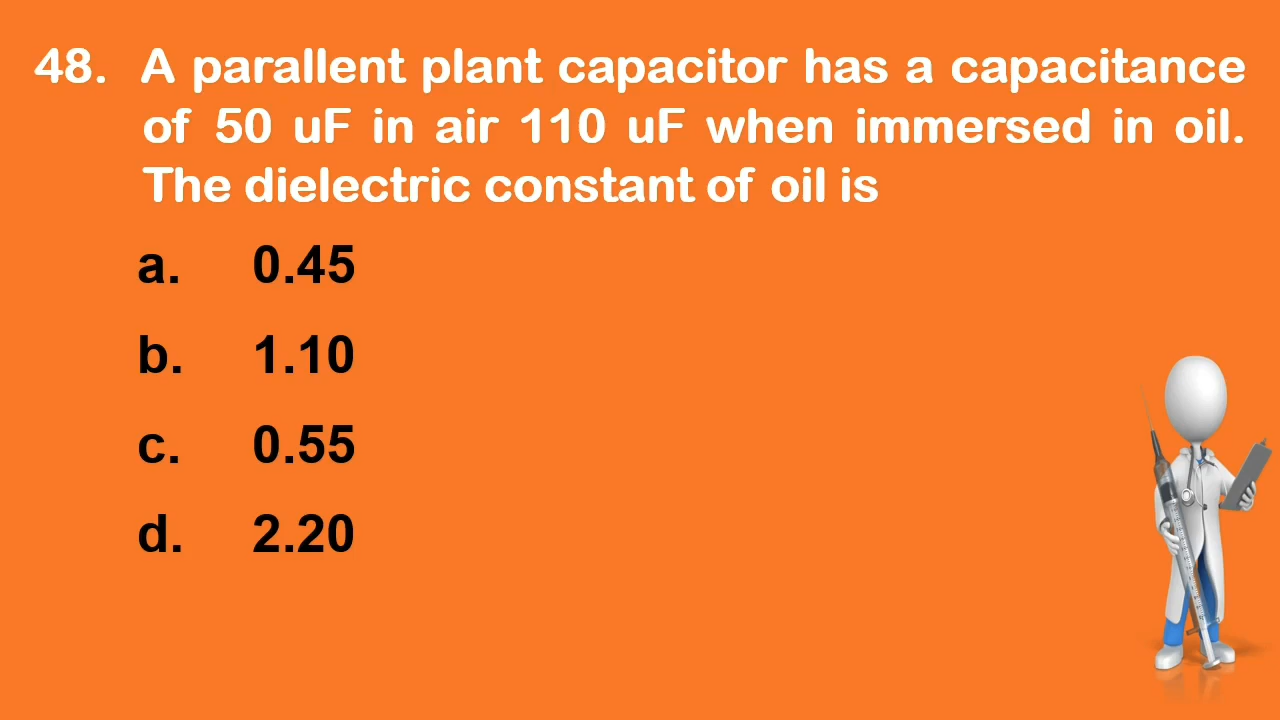 48. A parallent plant capacitor has a capacitance
of 50 uF in air 110 uF when immersed in oil.
The dielectric constant of oil is
a. 0.45
b. 1.10
c. 0.55
d. 2.20